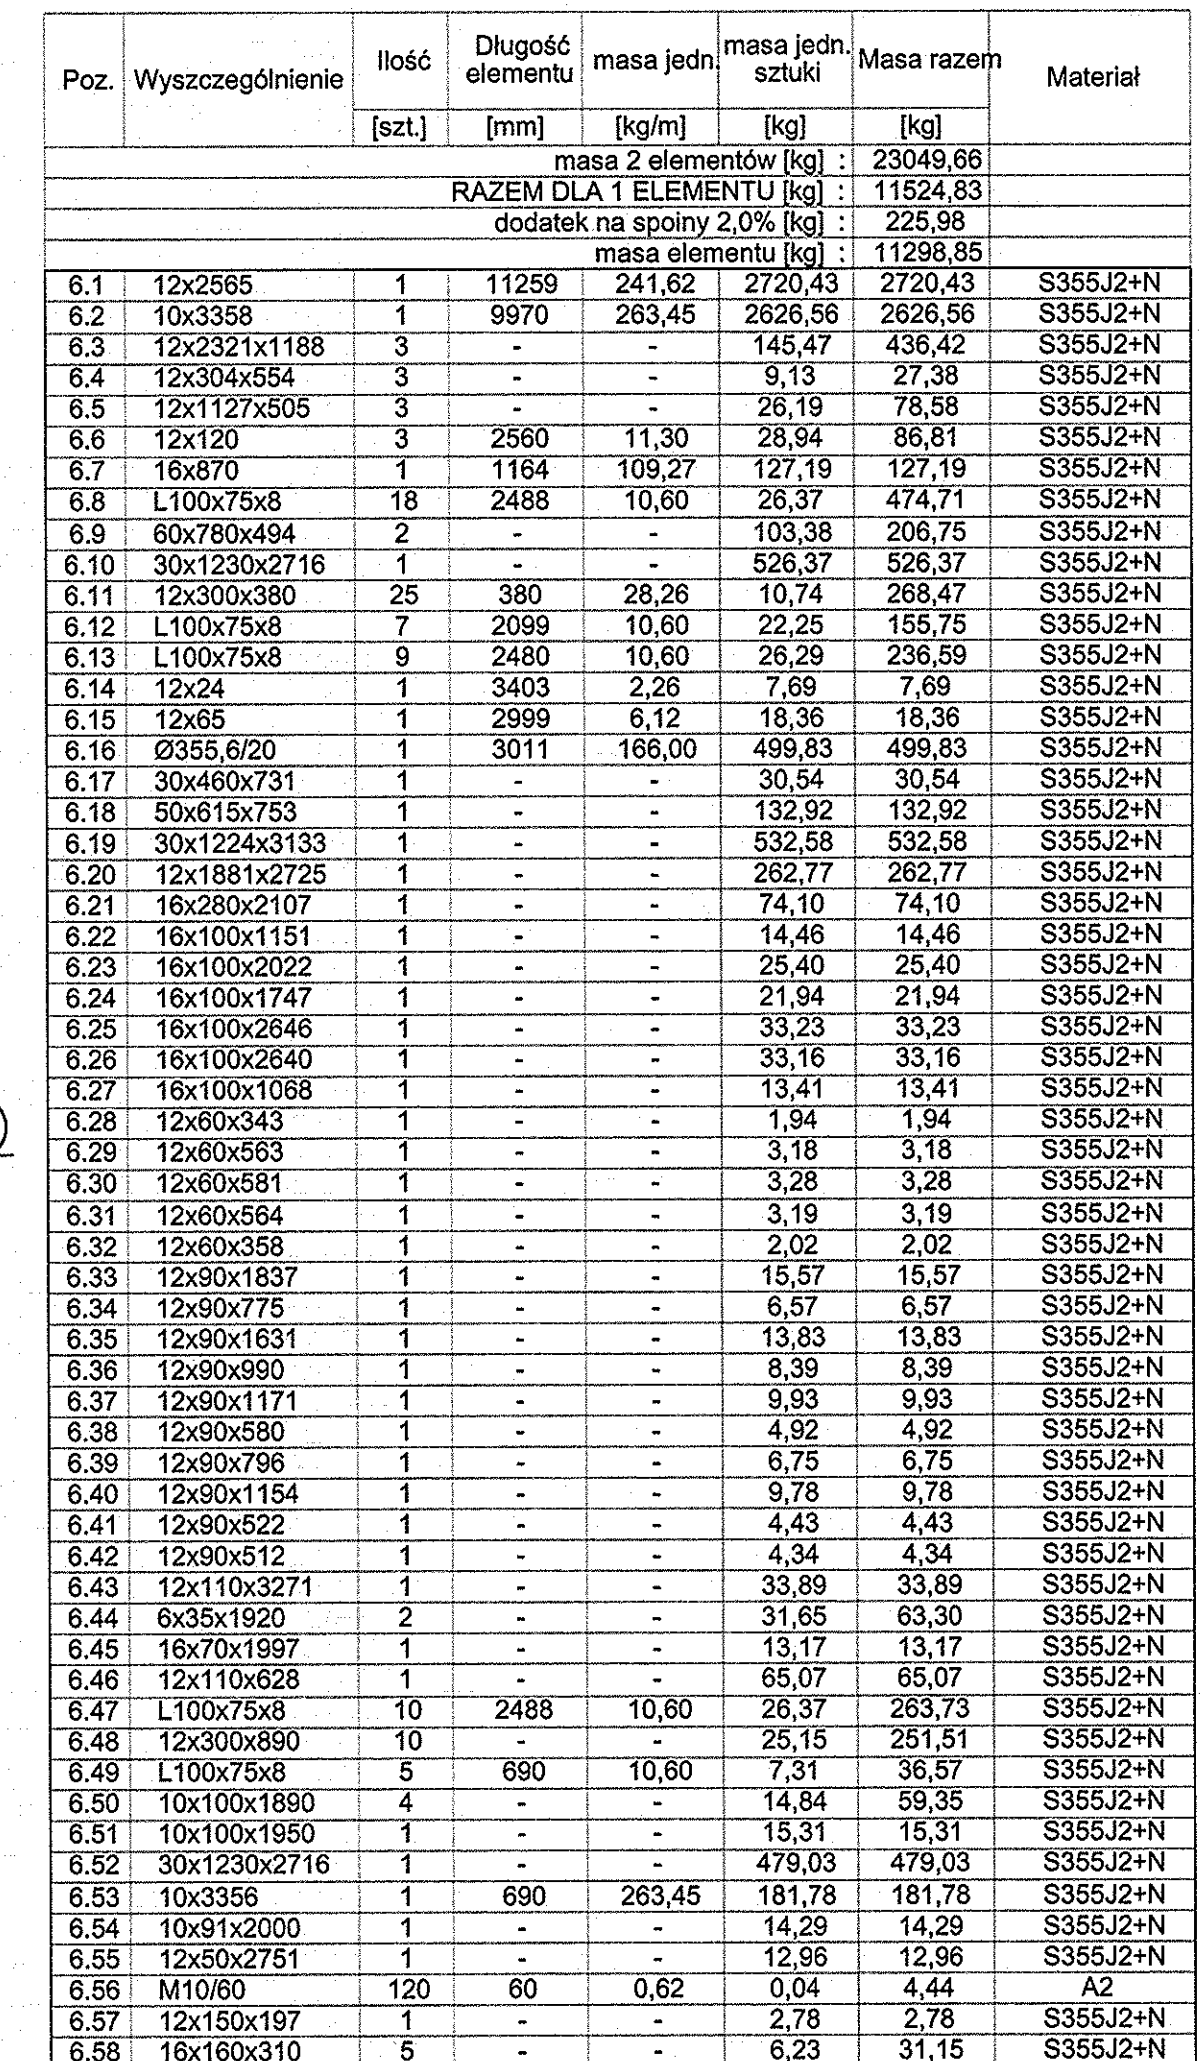 Poz. Wyszczególnienie Ilość Długość elementu masa jedn. masa jedn. sztuki Masa razem Materiał
[szt.] [mm] [kg/m] [kg] [kg]
masa 2 elementów [kg] : 23049,66
RAZEM DLA 1 ELEMENTU [kg] : 11524,83
dodatek na spoiny 2,0% [kg] : 225,98
masa elementu [kg] : 11298,85
6.1 12x2565 1 11259 241,62 2720,43 2720,43 S355J2+N
6.2 10x3358 1 9970 263,45 2626,56 2626,56 S355J2+N
6.3 12x2321x1188 3 - - 145,47 436,42 S355J2+N
6.4 12x304x554 3 - - 9,13 27,38 S355J2+N
6.5 12x1127x505 3 - - 26,19 78,58 S355J2+N
6.6 12x120 3 2560 11,30 28,94 86,81 S355J2+N
6.7 16x870 1 1164 109,27 127,19 127,19 S355J2+N
6.8 L100x75x8 18 2488 10,60 26,37 474,71 S355J2+N
6.9 60x780x494 2 - - 103,38 206,75 S355J2+N
6.10 30x1230x2716 1 - - 526,37 526,37 S355J2+N
6.11 12x300x380 25 380 28,26 10,74 268,47 S355J2+N
6.12 L100x75x8 7 2099 10,60 22,25 155,75 S355J2+N
6.13 L100x75x8 9 2480 10,60 26,29 236,59 S355J2+N
6.14 12x24 1 3403 2,26 7,69 7,69 S355J2+N
6.15 12x65 1 2999 6,12 18,36 18,36 S355J2+N
6.16 Ø355,6/20 1 3011 166,00 499,83 499,83 S355J2+N
6.17 30x460x731 1 - - 30,54 30,54 S355J2+N
6.18 50x615x753 1 - - 132,92 132,92 S355J2+N
6.19 30x1224x3133 1 - - 532,58 532,58 S355J2+N
6.20 12x1881x2725 1 - - 262,77 262,77 S355J2+N
6.21 16x280x2107 1 - - 74,10 74,10 S355J2+N
6.22 16x100x1151 1 - - 14,46 14,46 S355J2+N
6.23 16x100x2022 1 - - 25,40 25,40 S355J2+N
6.24 16x100x1747 1 - - 21,94 21,94 S355J2+N
6.25 16x100x2646 1 - - 33,23 33,23 S355J2+N
6.26 16x100x2640 1 - - 33,16 33,16 S355J2+N
6.27 16x100x1068 1 - - 13,41 13,41 S355J2+N
6.28 12x60x343 1 - - 1,94 1,94 S355J2+N
6.29 12x60x563 1 - - 3,18 3,18 S355J2+N
6.30 12x60x581 1 - - 3,28 3,28 S355J2+N
6.31 12x60x564 1 - - 3,19 3,19 S355J2+N
6.32 12x60x358 1 - - 2,02 2,02 S355J2+N
6.33 12x90x1837 1 - - 15,57 15,57 S355J2+N
6.34 12x90x775 1 - - 6,57 6,57 S355J2+N
6.35 12x90x1631 1 - - 13,83 13,83 S355J2+N
6.36 12x90x990 1 - - 8,39 8,39 S355J2+N
6.37 12x90x1171 1 - - 9,93 9,93 S355J2+N
6.38 12x90x580 1 - - 4,92 4,92 S355J2+N
6.39 12x90x796 1 - - 6,75 6,75 S355J2+N
6.40 12x90x1154 1 - - 9,78 9,78 S355J2+N
6.41 12x90x522 1 - - 4,43 4,43 S355J2+N
6.42 12x90x512 1 - - 4,34 4,34 S355J2+N
6.43 12x110x3271 1 - - 33,89 33,89 S355J2+N
6.44 6x35x1920 2 - - 31,65 63,30 S355J2+N
6.45 16x70x1997 1 - - 13,17 13,17 S355J2+N
6.46 12x110x628 1 - - 65,07 65,07 S355J2+N
6.47 L100x75x8 10 2488 10,60 26,37 263,73 S355J2+N
6.48 12x300x890 10 - - 25,15 251,51 S355J2+N
6.49 L100x75x8 5 690 10,60 7,31 36,57 S355J2+N
6.50 10x100x1890 4 - - 14,84 59,35 S355J2+N
6.51 10x100x1950 1 - - 15,31 15,31 S355J2+N
6.52 30x1230x2716 1 - - 479,03 479,03 S355J2+N
6.53 10x3356 1 690 263,45 181,78 181,78 S355J2+N
6.54 10x91x2000 1 - - 14,29 14,29 S355J2+N
6.55 12x50x2751 1 - - 12,96 12,96 S355J2+N
6.56 M10/60 120 60 0,62 0,04 4,44 A2
6.57 12x150x197 1 - - 2,78 2,78 S355J2+N
6.58 16x160x310 5 - - 6,23 31,15 S355J2+N